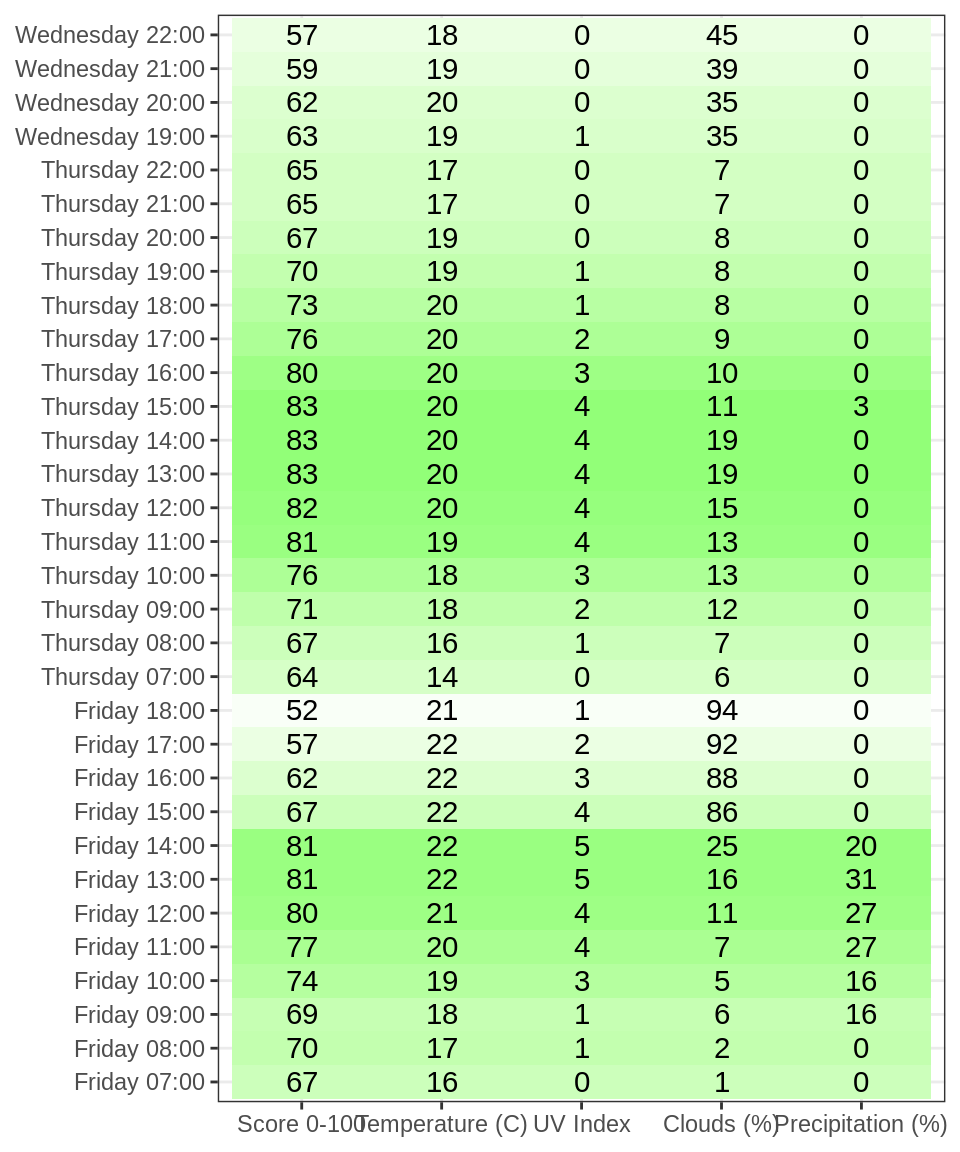 Wednesday 22:00 57 18 0 45 0
Wednesday 21:00 59 19 0 39 0
Wednesday 20:00 62 20 0 35 0
Wednesday 19:00 63 19 1 35 0
Thursday 22:00 65 17 0 7 0
Thursday 21:00 65 17 0 7 0
Thursday 20:00 67 19 0 8 0
Thursday 19:00 70 19 1 8 0
Thursday 18:00 73 20 1 8 0
Thursday 17:00 76 20 2 9 0
Thursday 16:00 80 20 3 10 0
Thursday 15:00 83 20 4 11 3
Thursday 14:00 83 20 4 19 0
Thursday 13:00 83 20 4 19 0
Thursday 12:00 82 20 4 15 0
Thursday 11:00 81 19 4 13 0
Thursday 10:00 76 18 3 13 0
Thursday 09:00 71 18 2 12 0
Thursday 08:00 67 16 1 7 0
Thursday 07:00 64 14 0 6 0
Friday 18:00 52 21 1 94 0
Friday 17:00 57 22 2 92 0
Friday 16:00 62 22 3 88 0
Friday 15:00 67 22 4 86 0
Friday 14:00 81 22 5 25 20
Friday 13:00 81 22 5 16 31
Friday 12:00 80 21 4 11 27
Friday 11:00 77 20 4 7 27
Friday 10:00 74 19 3 5 16
Friday 09:00 69 18 1 6 16
Friday 08:00 70 17 1 2 0
Friday 07:00 67 16 0 1 0
Score 0-100 Temperature (C) UV Index Clouds (%) Precipitation (%)